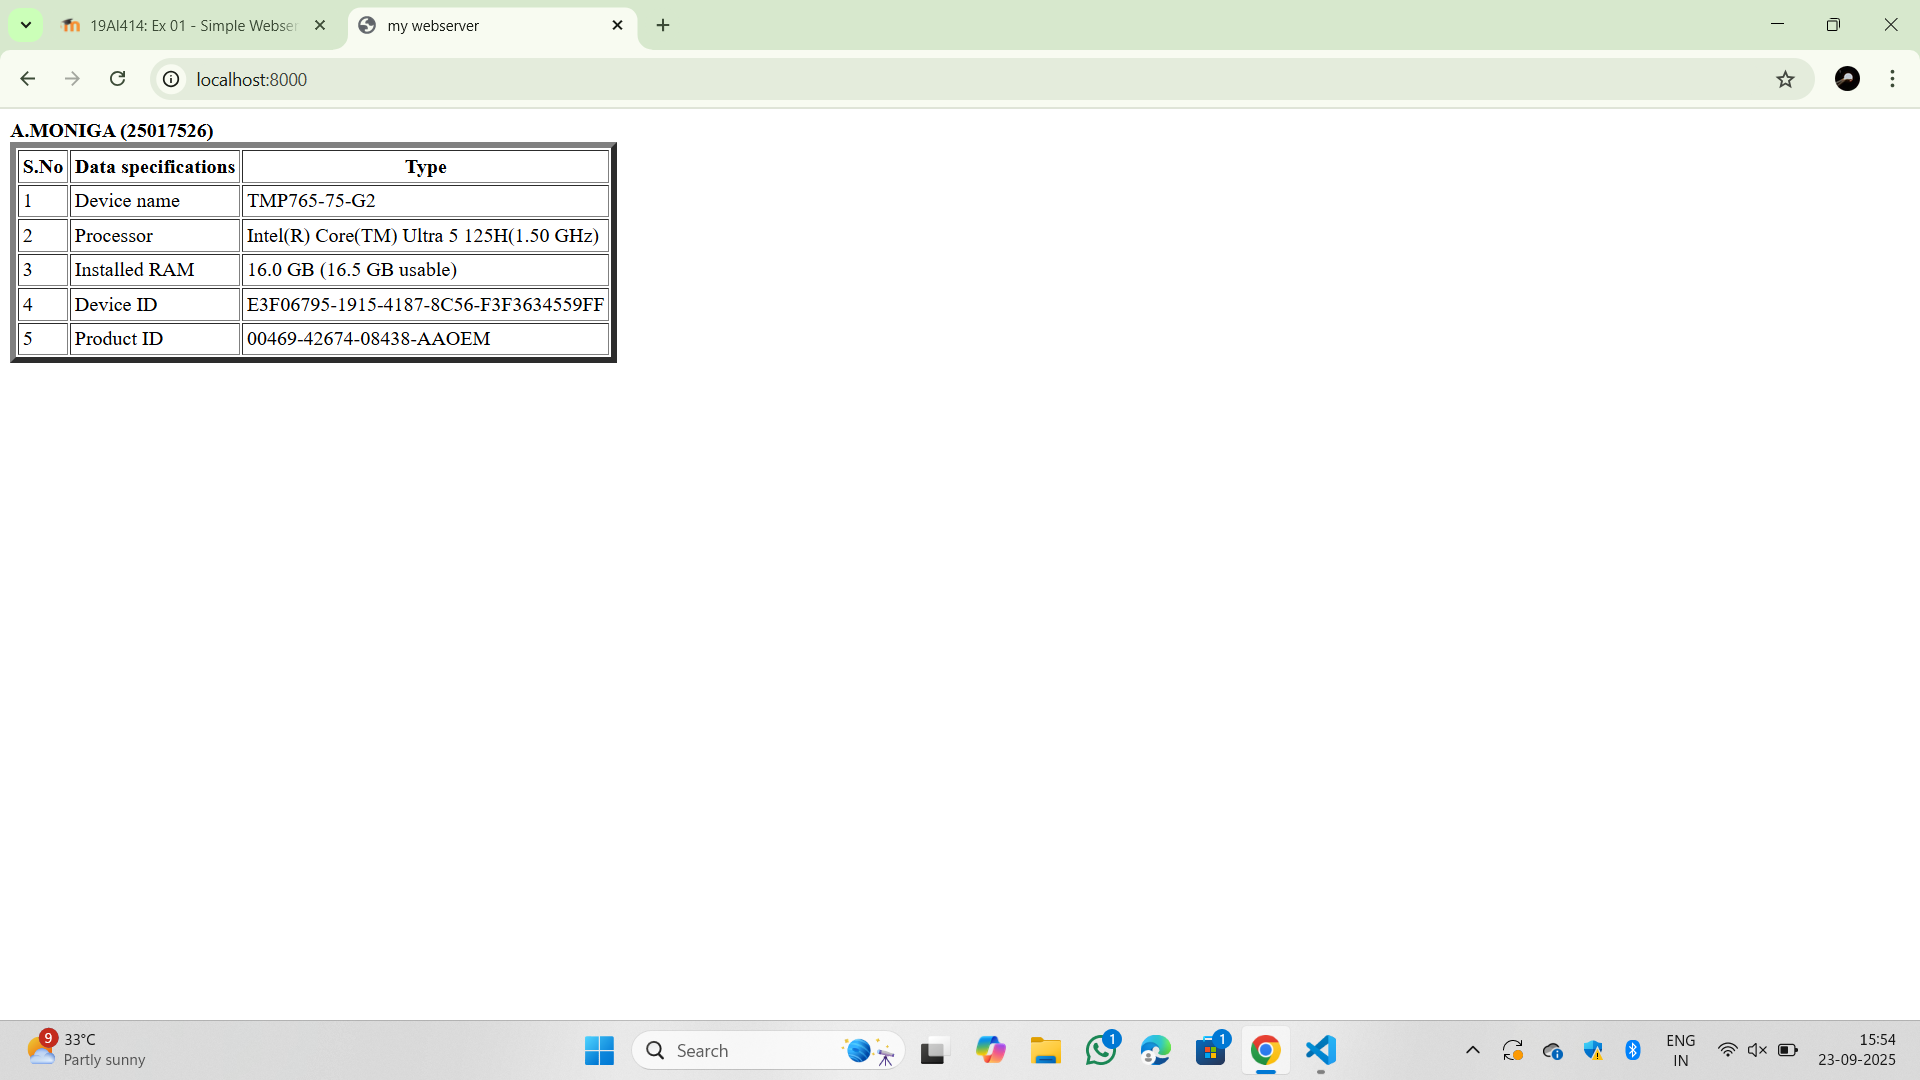 19AI414: Ex 01 - Simple Webser
my webserver
localhost:8000
A.MONIGA (25017526)
S.No Data specifications Type
1 Device name TMP765-75-G2
2 Processor Intel(R) Core(TM) Ultra 5 125H(1.50 GHz)
3 Installed RAM 16.0 GB (16.5 GB usable)
4 Device ID E3F06795-1915-4187-8C56-F3F3634559FF
5 Product ID 00469-42674-08438-AAOEM
9
33°C
Partly sunny
Search
1
1
ENG
IN
15:54
23-09-2025